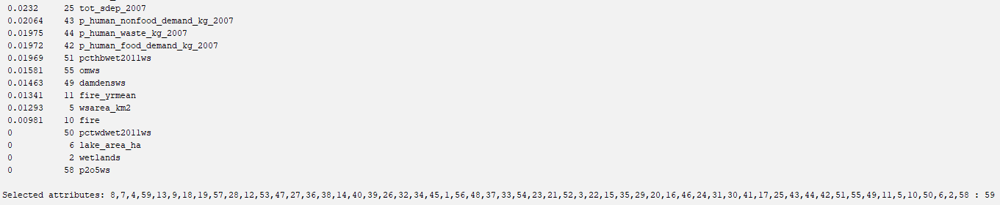 0.0232 25 tot_sdep_2007
0.02064 43 p_human_nonfood_demand_kg_2007
0.01975 44 p_human_waste_kg_2007
0.01972 42 p_human_food_demand_kg_2007
0.01969 51 pcthbwet2011ws
0.01581 55 omws
0.01463 49 damdensws
0.01341 11 fire_yrmean
0.01293 5 wsarea_km2
0.00981 10 fire
0 50 pctwdwet2011ws
0 6 lake_area_ha
0 2 wetlands
0 58 p2o5ws
Selected attributes: 8,7,4,59,13,9,18,19,57,28,12,53,47,27,36,38,14,40,39,26,32,34,45,1,56,48,37,33,54,23,21,52,3,22,15,35,29,20,16,46,24,31,30,41,17,25,43,44,42,51,55,49,11,5,10,50,6,2,58 : 59